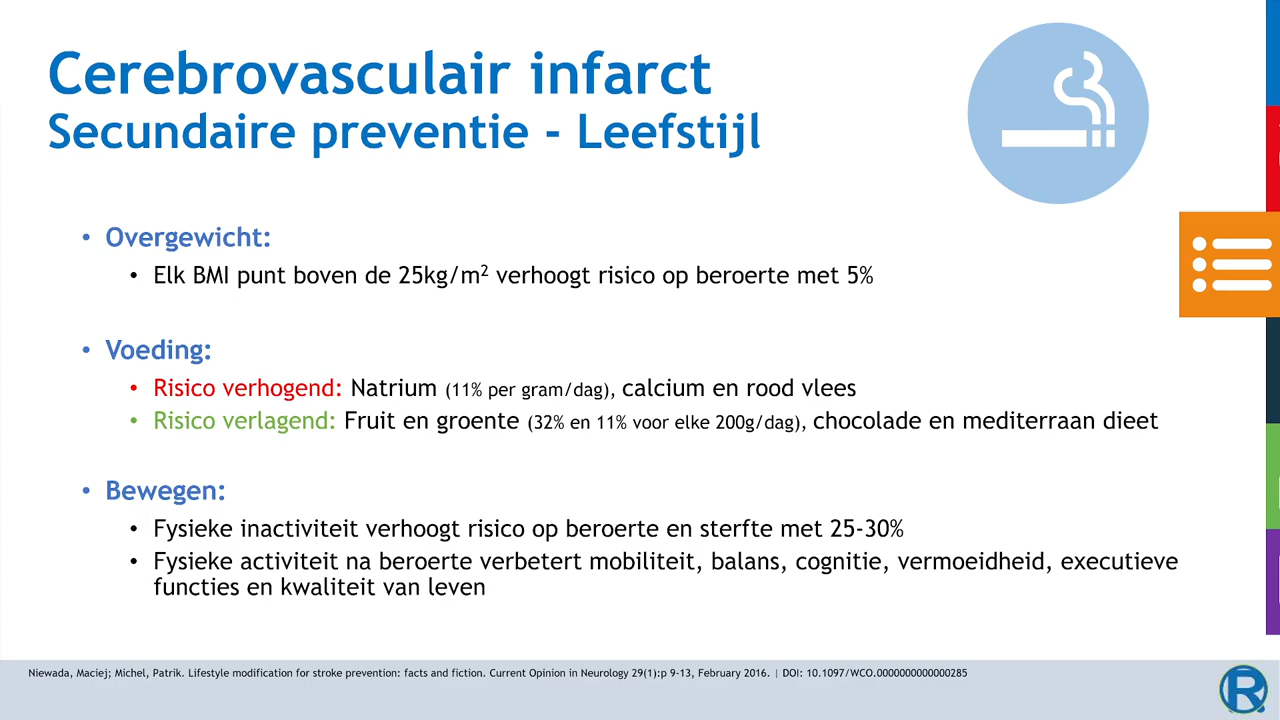 Cerebrovasculair infarct
Secundaire preventie - Leefstijl
• Overgewicht:
• Elk BMI punt boven de 25kg/m² verhoogt risico op beroerte met 5%
• Voeding:
• Risico verhogend: Natrium (11% per gram/dag), calcium en rood vlees
• Risico verlagend: Fruit en groente (32% en 11% voor elke 200g/dag), chocolade en mediterraan dieet
• Bewegen:
• Fysieke inactiviteit verhoogt risico op beroerte en sterfte met 25-30%
• Fysieke activiteit na beroerte verbetert mobiliteit, balans, cognitie, vermoeidheid, executieve
functies en kwaliteit van leven
Niewada, Maciej; Michel, Patrik. Lifestyle modification for stroke prevention: facts and fiction. Current Opinion in Neurology 29(1):p 9-13, February 2016. | DOI: 10.1097/WCO.0000000000000285
R